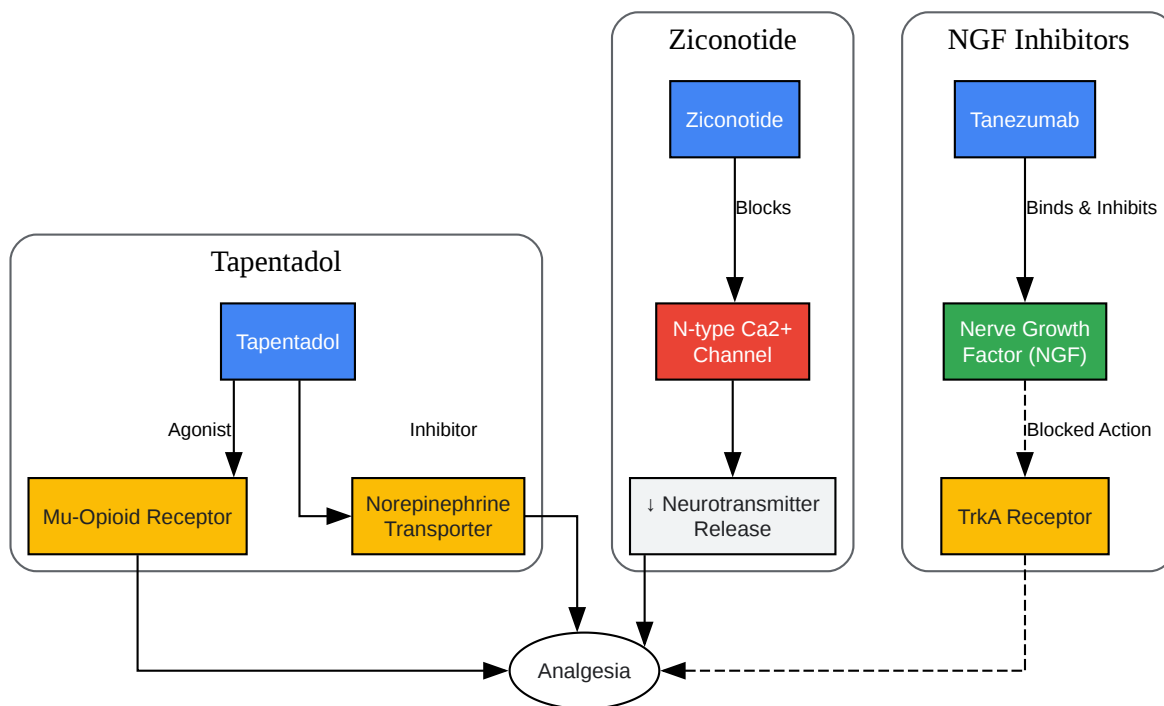 Ziconotide
NGF Inhibitors
Ziconotide
Tanezumab
Blocks
Binds & Inhibits
Tapentadol
Tapentadol
N-type Ca2+
Channel
Nerve Growth
Factor (NGF)
Agonist
Inhibitor
Blocked Action
Mu-Opioid Receptor
Norepinephrine
Transporter
↓ Neurotransmitter
Release
TrkA Receptor
Analgesia